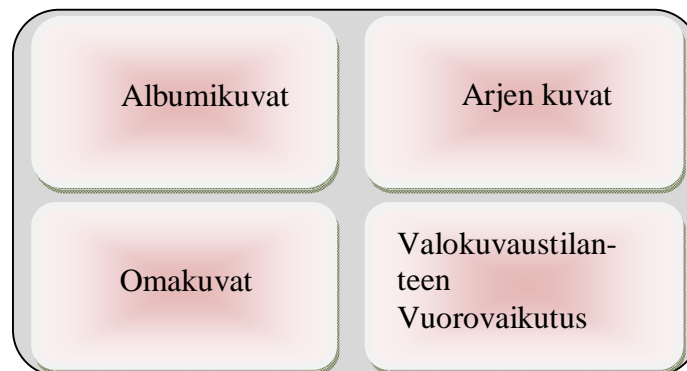 Albumikuvat
Arjen kuvat
Omakuvat
Valokuvaustilan-
teen
Vuorovaikutus